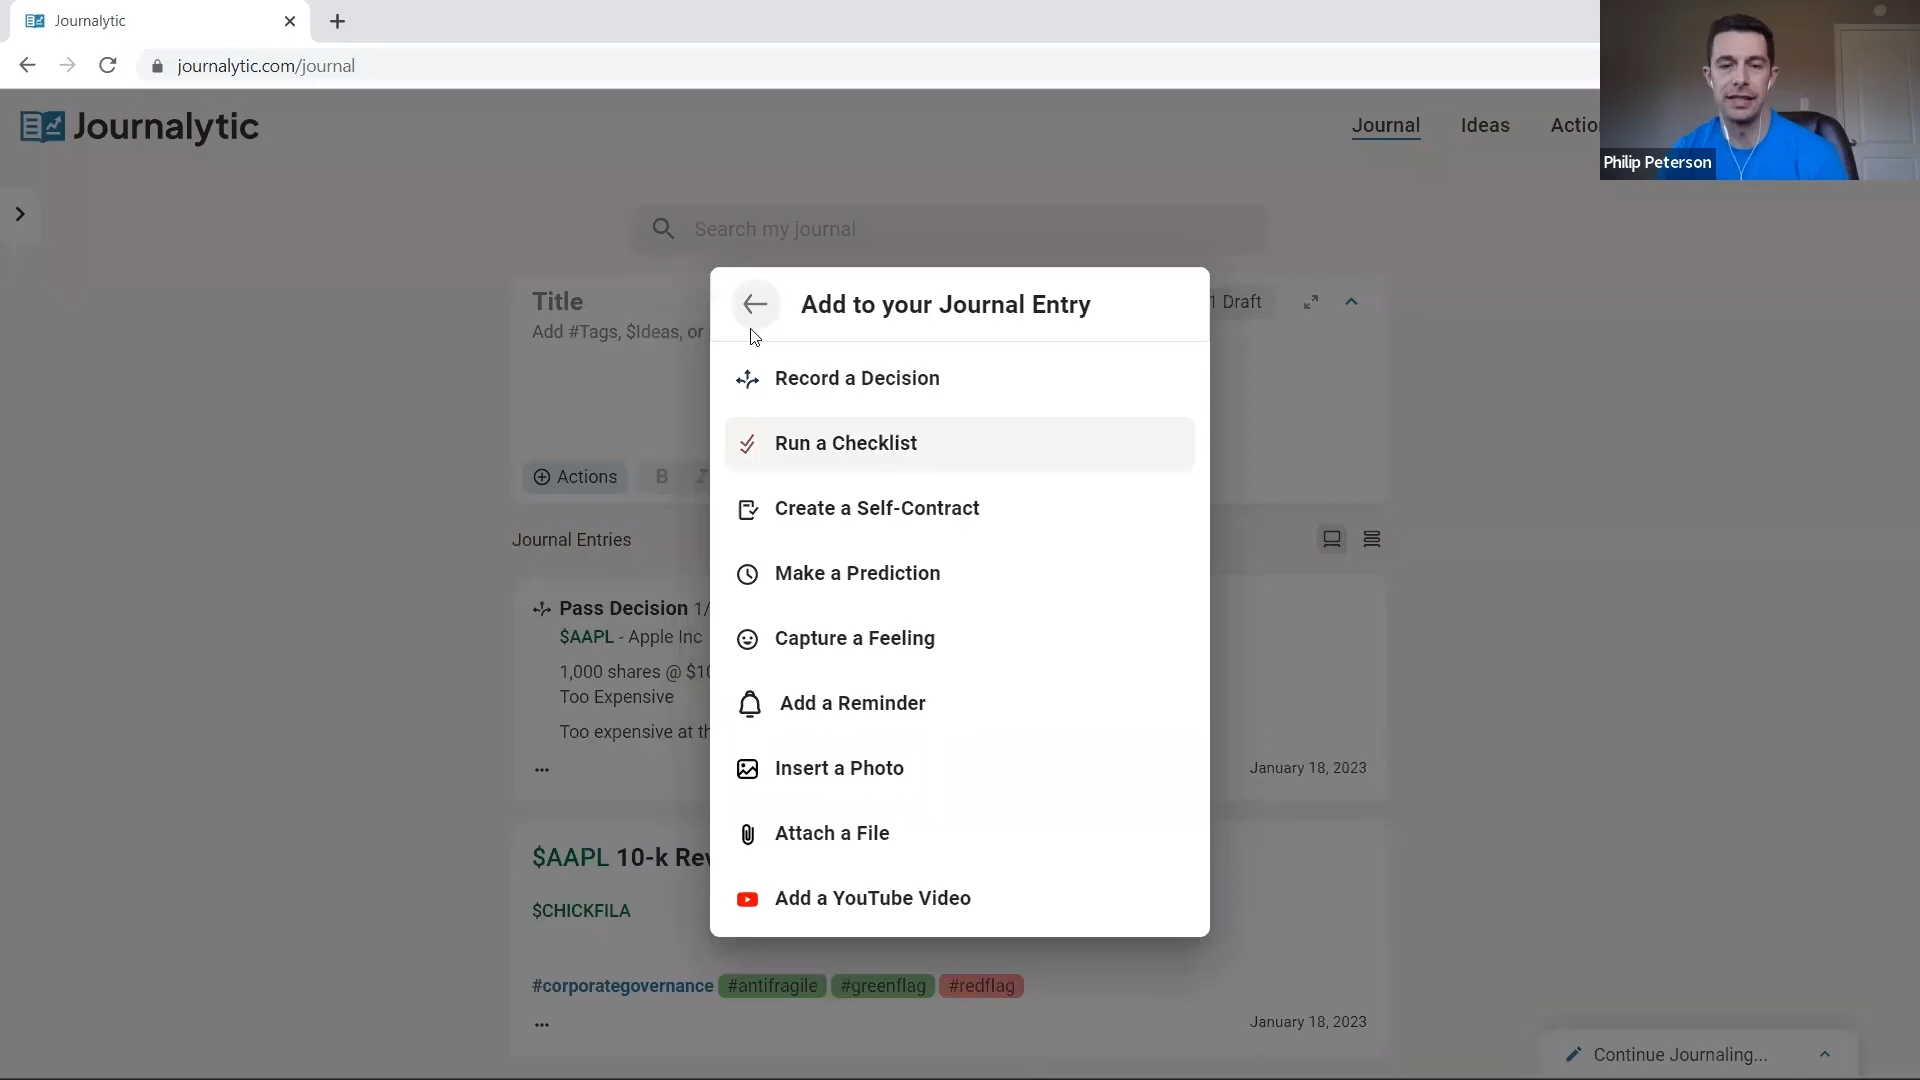 Journalytic
journalytic.com/journal
Journalytic
Journal Ideas Actio
Philip Peterson
Search my journal
Title
Add #Tags, $Ideas, or
1 Draft
Add to your Journal Entry
Record a Decision
Run a Checklist
Create a Self-Contract
Make a Prediction
Capture a Feeling
Add a Reminder
Insert a Photo
Attach a File
Add a YouTube Video
Actions B I
Journal Entries
Pass Decision 1/
$AAPL - Apple Inc
1,000 shares @ $10
Too Expensive
Too expensive at th
January 18, 2023
$AAPL 10-k Rev
$CHICKFILA
#corporategovernance #antifragile #greenflag #redflag
January 18, 2023
Continue Journaling...